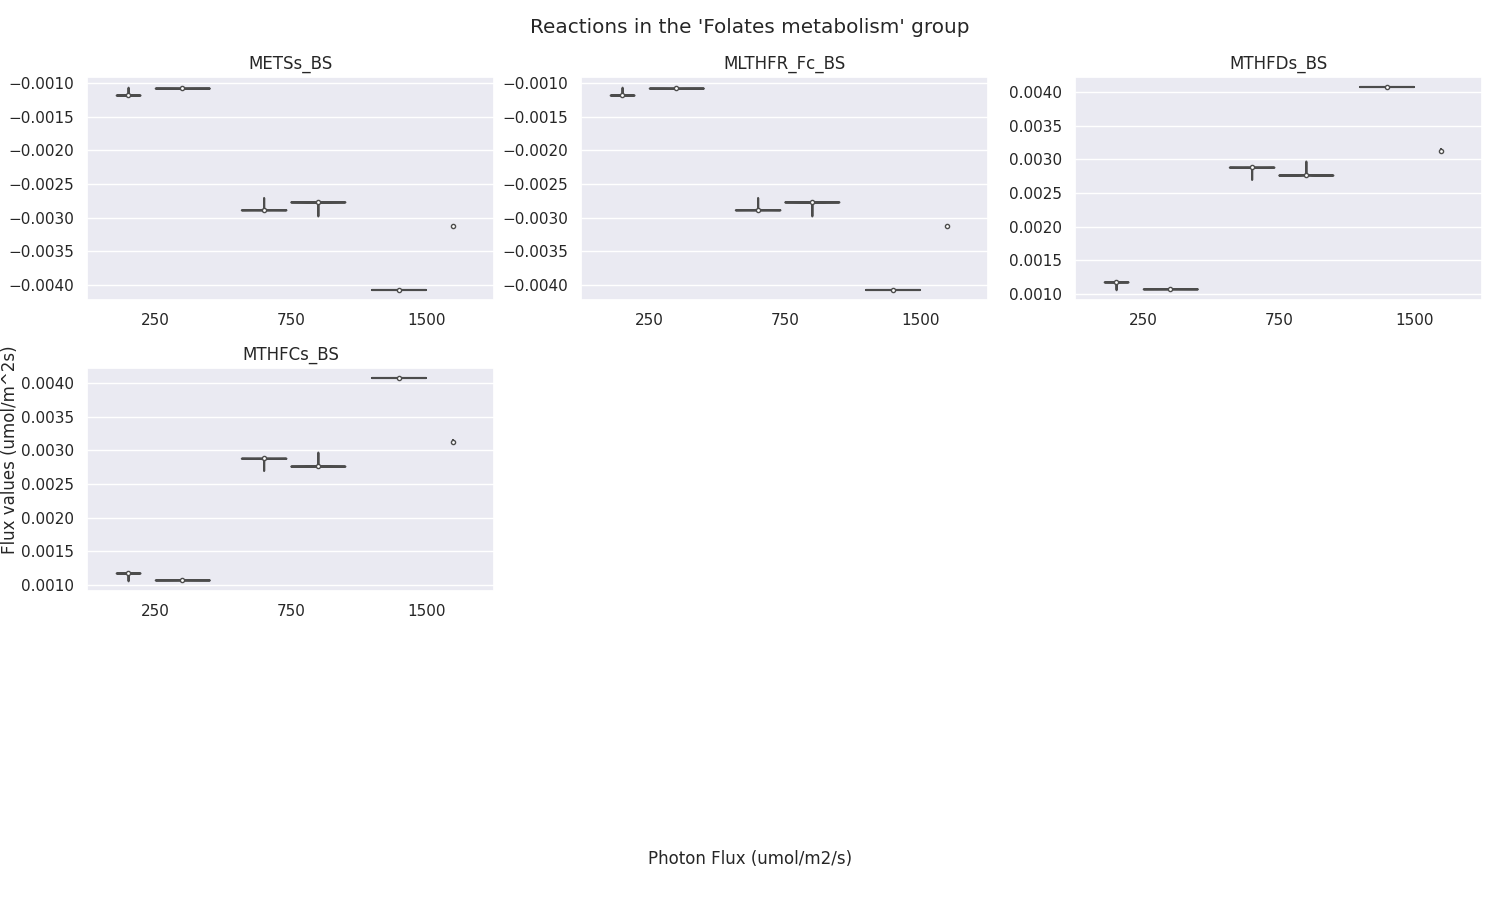 Reactions in the 'Folates metabolism' group
METSs_BS
−0.0010
−0.0015
−0.0020
−0.0025
−0.0030
−0.0035
−0.0040
250 750 1500
MLTHFR_Fc_BS
−0.0010
−0.0015
−0.0020
−0.0025
−0.0030
−0.0035
−0.0040
250 750 1500
MTHFDs_BS
0.0040
0.0035
0.0030
0.0025
0.0020
0.0015
0.0010
250 750 1500
MTHFCs_BS
Flux values (umol/m^2s)
0.0040
0.0035
0.0030
0.0025
0.0020
0.0015
0.0010
250 750 1500
Photon Flux (umol/m2/s)